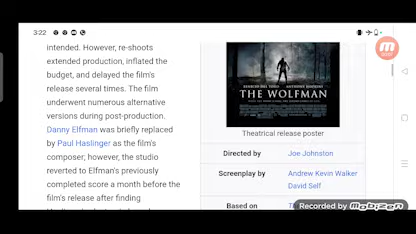 3:22
intended. However, re-shoots
extended production, inflated the
budget, and delayed the film's
release several times. The film
underwent numerous alternative
versions during post-production.
Danny Elfman was briefly replaced
by Paul Haslinger as the film's
composer; however, the studio
reverted to Elfman's previously
completed score a month before the
film's release after finding
THE WOLFMAN
Theatrical release poster
Directed by Joe Johnston
Screenplay by Andrew Kevin Walker
David Self
Based on
Recorded by Mobizen